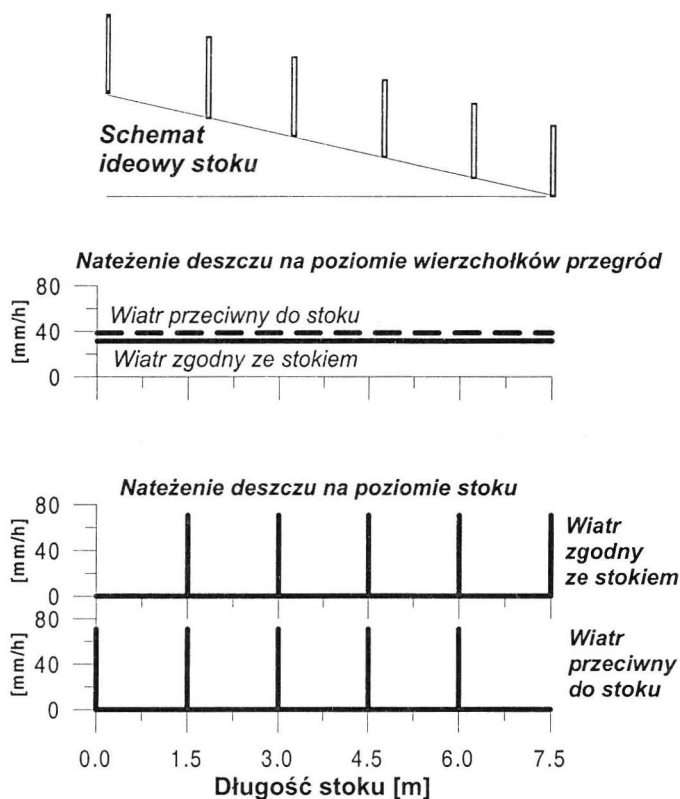 Schemat
ideowy stoku
Nateżenie deszczu na poziomie wierzchołków przegród
80
40
0
[mm/h]
Wiatr przeciwny do stoku
Wiatr zgodny ze stokiem
Nateżenie deszczu na poziomie stoku
80
40
0
[mm/h]
Wiatr
zgodny
ze stokiem
80
40
0
[mm/h]
Wiatr
przeciwny
do stoku
0.0 1.5 3.0 4.5 6.0 7.5
Długość stoku [m]